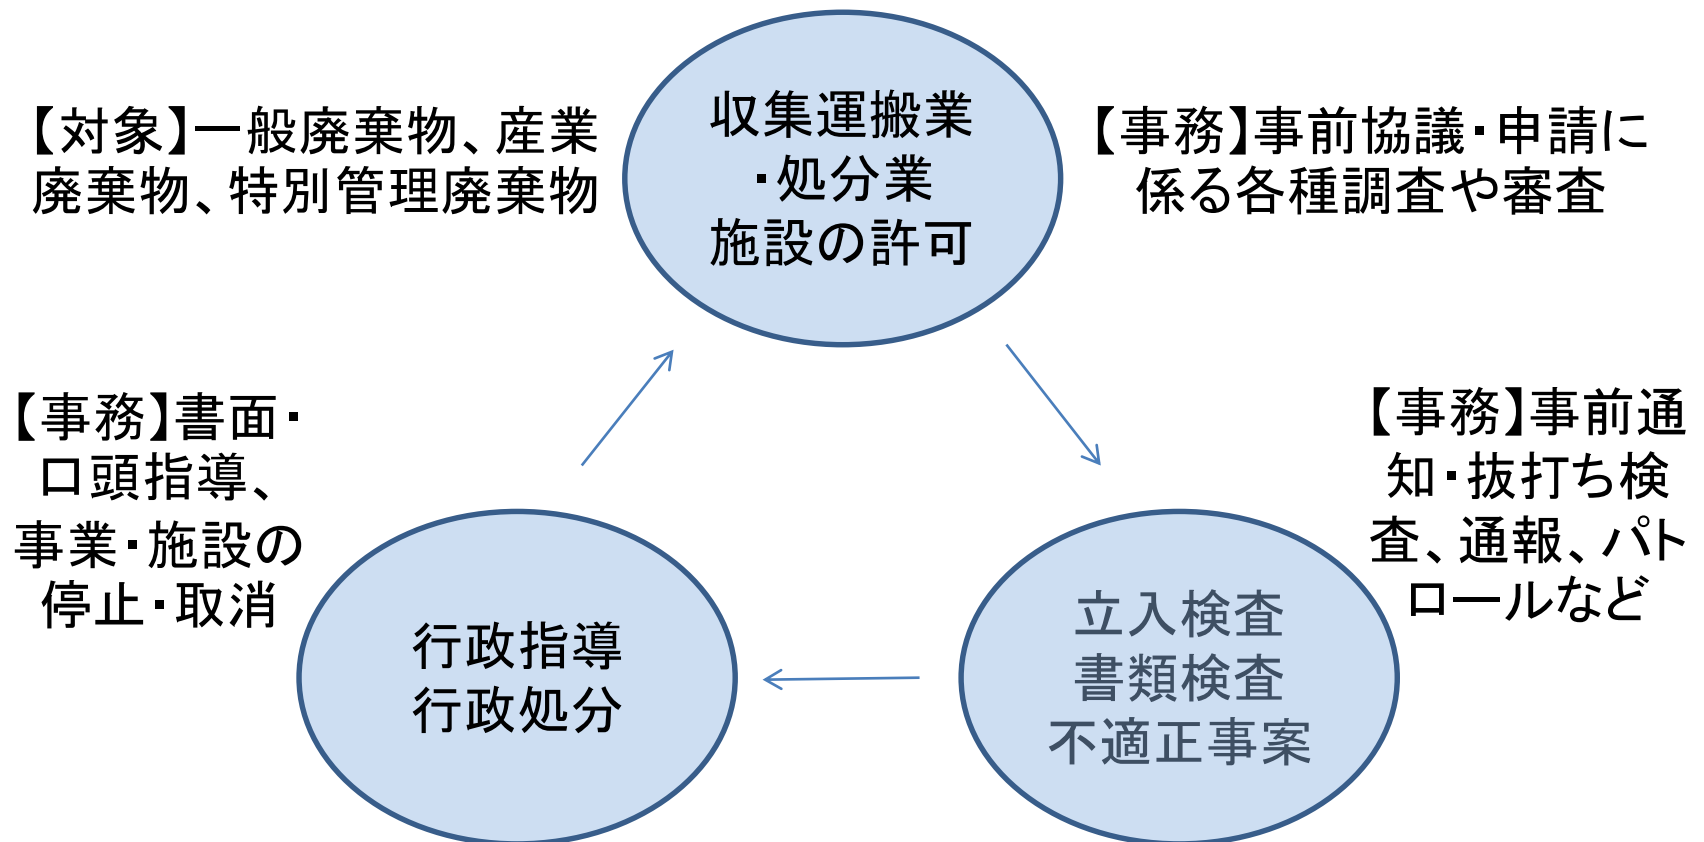 【対象】一般廃棄物、産業
廃棄物、特別管理廃棄物
収集運搬業
・処分業
施設の許可
【事務】事前協議・申請に
係る各種調査や審査
【事務】書面・
口頭指導、
事業・施設の
停止・取消
【事務】事前通
知・抜打ち検
査、通報、パト
ロールなど
行政指導
行政処分
立入検査
書類検査
不適正事案